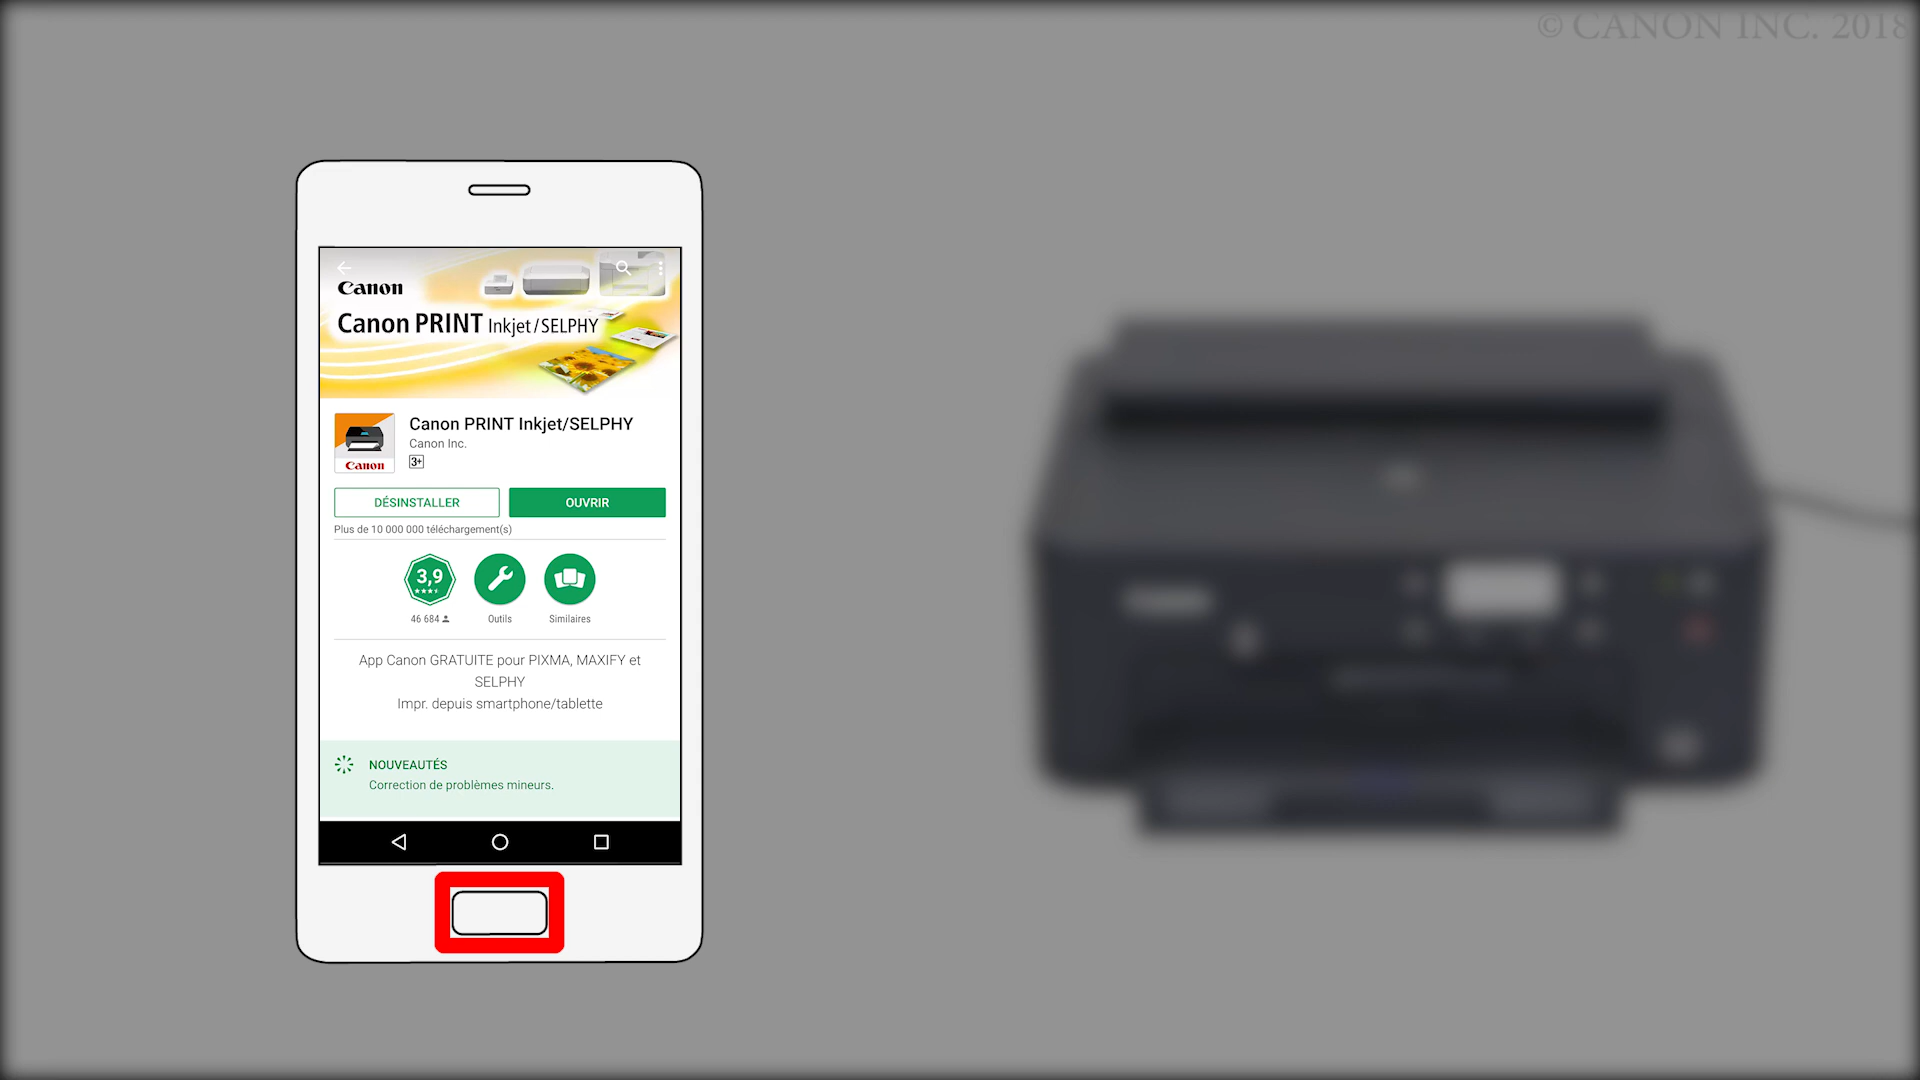 © CANON INC. 2018
Canon
Canon PRINT Inkjet/SELPHY
Canon PRINT Inkjet/SELPHY
Canon Inc.
3+
Canon
DÉSINSTALLER
OUVRIR
Plus de 10 000 000 téléchargement(s)
3,9
46 684
Outils
Similaires
App Canon GRATUITE pour PIXMA, MAXIFY et
SELPHY
Impr. depuis smartphone/tablette
NOUVEAUTÉS
Correction de problèmes mineurs.